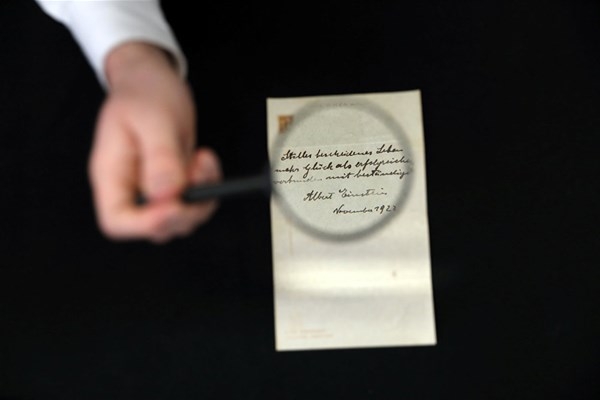 Stilles bescheidenes Leben
mehr Glück als erfolgreiches
verbunden mit beständiger
Albert Einstein
November 1922